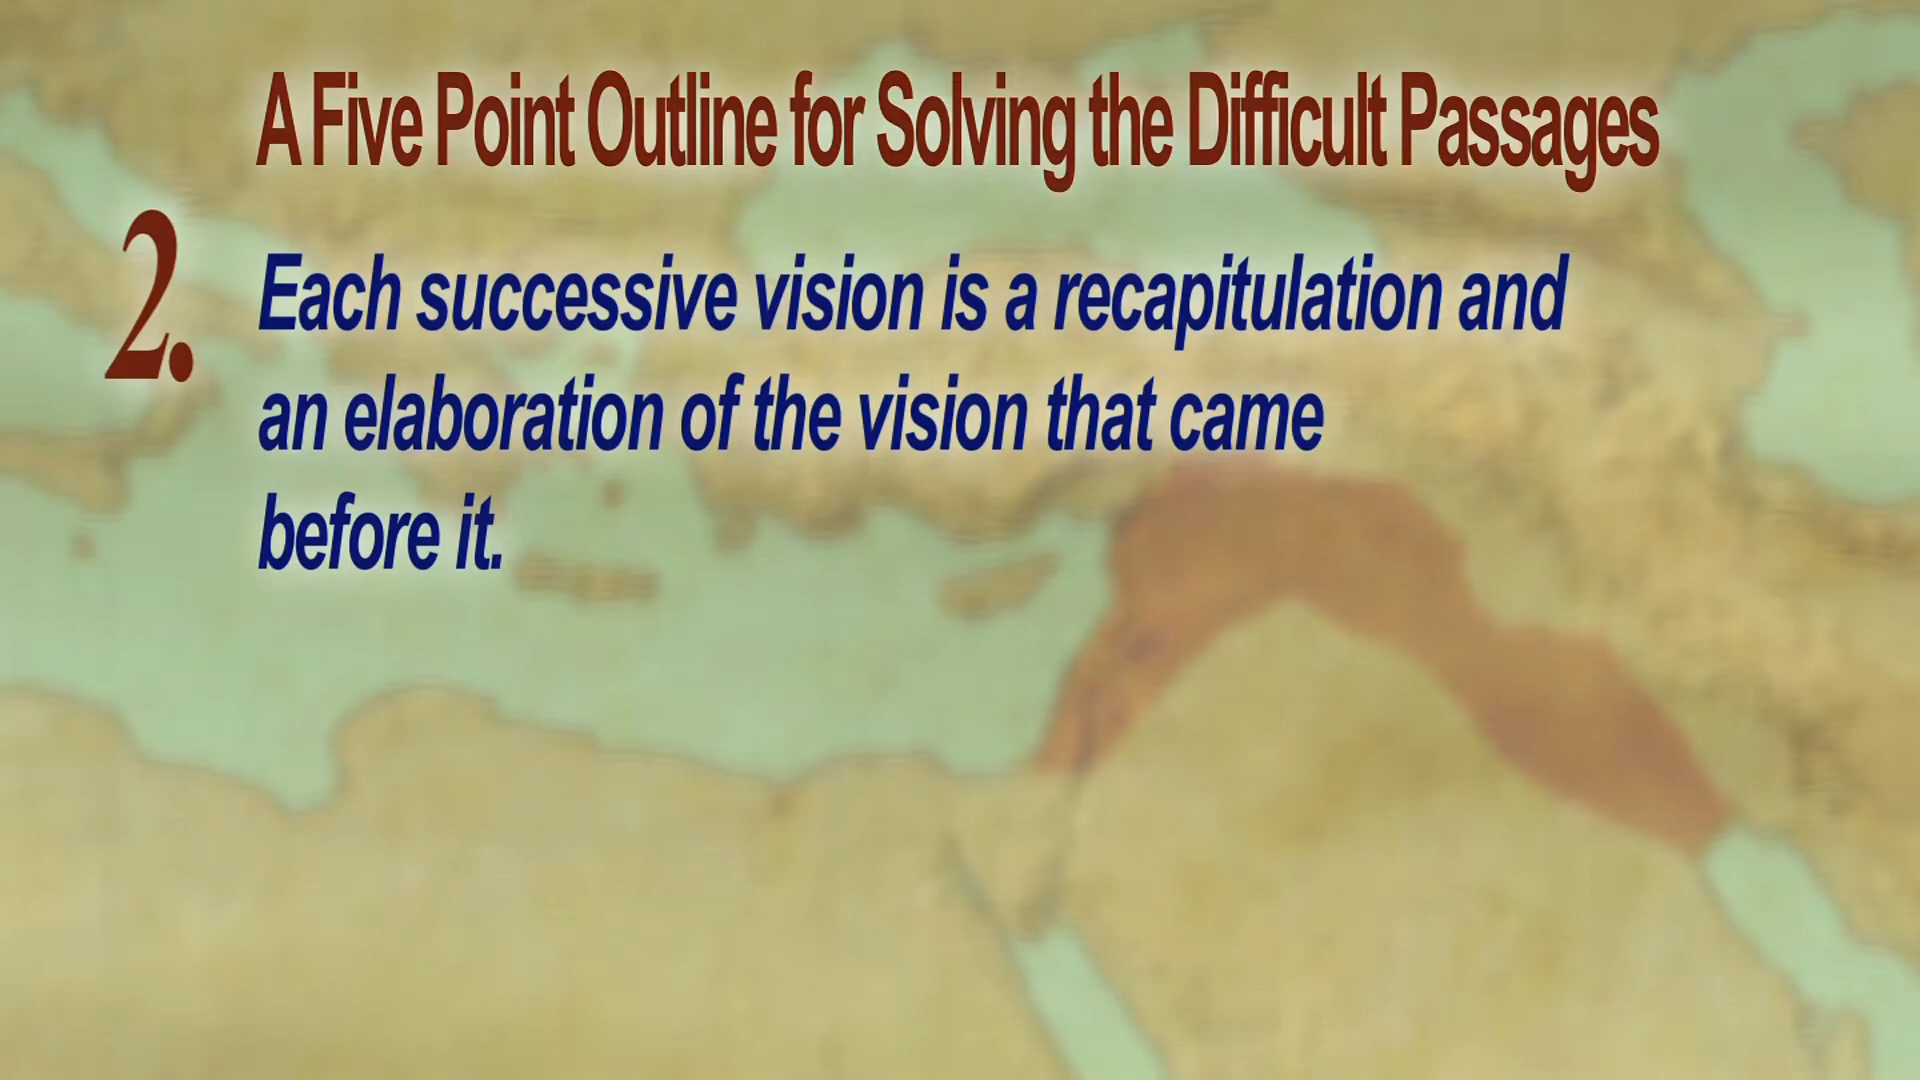 A Five Point Outline for Solving the Difficult Passages
2. Each successive vision is a recapitulation and
an elaboration of the vision that came
before it.